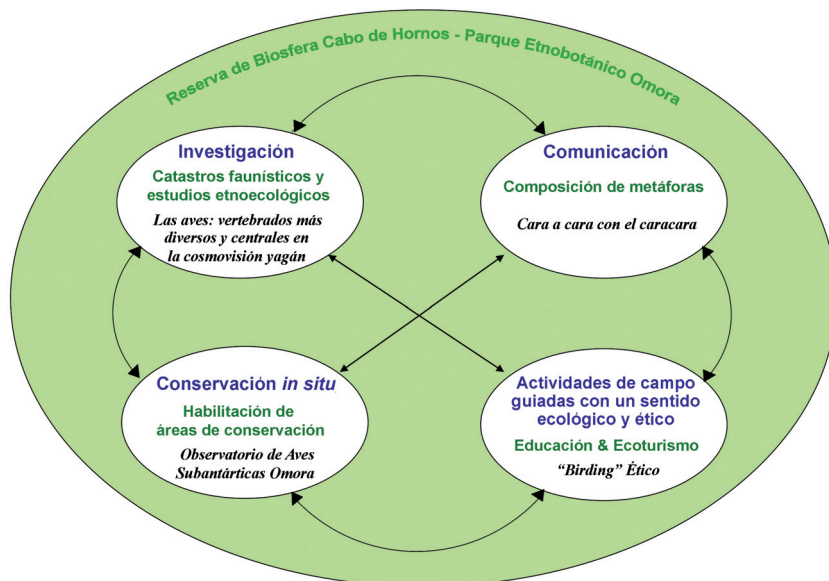 Reserva de Biosfera Cabo de Hornos - Parque Etnobotánico Omora
Investigación
Catastros faunísticos y
estudios etnoecológicos
Las aves: vertebrados más
diversos y centrales en
la cosmovisión yagán
Comunicación
Composición de metáforas
Cara a cara con el caracara
Conservación in situ
Habilitación de
áreas de conservación
Observatorio de Aves
Subantárticas Omora
Actividades de campo
guiadas con un sentido
ecológico y ético
Educación & Ecoturismo
“Birding” Ético